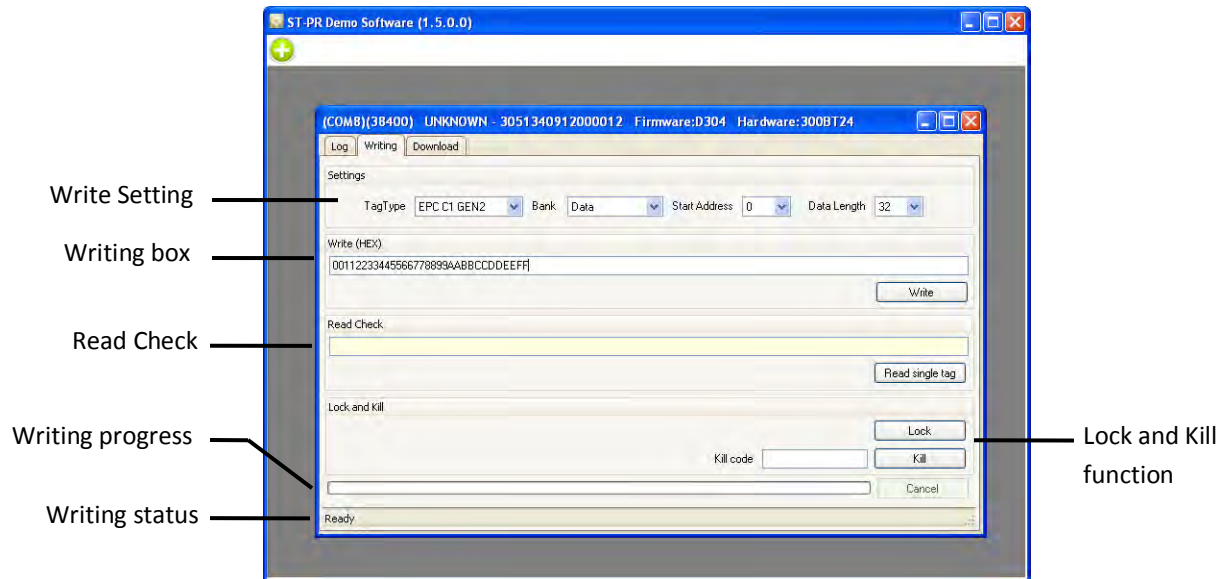 ST-PR Demo Software (1.5.0.0)
(COM8)(38400) UNKNOWN - 3051340912000012 Firmware:D304 Hardware:300BT24
Log Writing Download
Settings
Write Setting
TagType EPC C1 GEN2 Bank Data Start Address 0 Data Length 32
Writing box
Write (HEX)
00112233445566778899AABBCCDDEEFF
Write
Read Check
Read Check
Read single tag
Lock and Kill
Writing progress
Lock
Lock and Kill
function
Kill code Kill
Cancel
Writing status
Ready